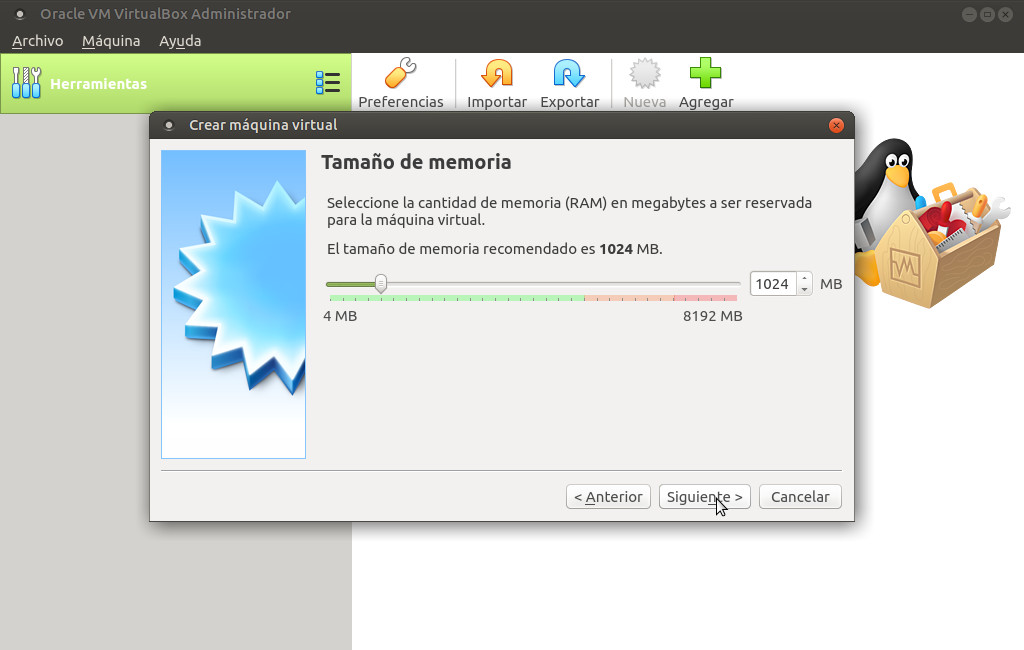 Oracle VM VirtualBox Administrador
Archivo Máquina Ayuda
Herramientas
Preferencias Importar Exportar Nueva Agregar
Crear máquina virtual
Tamaño de memoria
Seleccione la cantidad de memoria (RAM) en megabytes a ser reservada
para la máquina virtual.
El tamaño de memoria recomendado es 1024 MB.
1024 MB
4 MB 8192 MB
< Anterior Siguiente > Cancelar